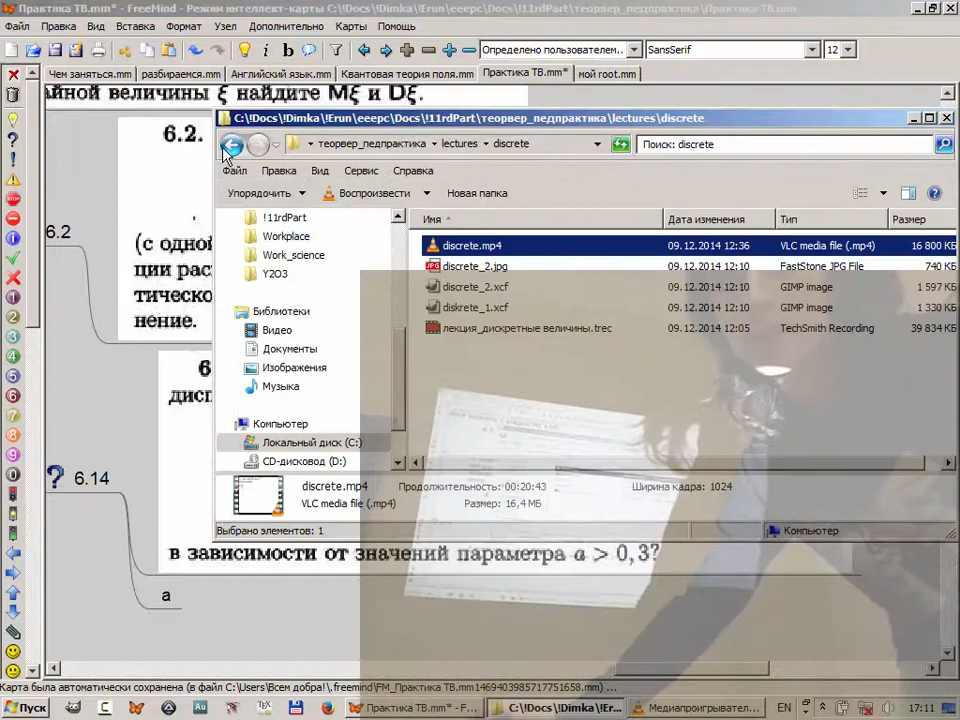 Практика ТВ.mm* - FreeMind - Режим интеллект-карты C:\Docs\!Dimka\!Erun\eeepc\Docs\!11rdPart\теорвер_педпрактика\Практика ТВ.mm
Файл Правка Вид Вставка Формат Узел Дополнительно Карты Помощь
Определено пользователем... SansSerif 12
Чем заняться.mm разбираемся.mm Английский язык.mm Квантовая теория поля.mm Практика ТВ.mm* мой root.mm
айной величины ξ найдите Mξ и Dξ.
C:\Docs\!Dimka\!Erun\eeepc\Docs\!11rdPart\теорвер_педпрактика\lectures\discrete
6.2.
теорвер_педпрактика lectures discrete Поиск: discrete
Файл Правка Вид Сервис Справка
Упорядочить Воспроизвести Новая папка
Имя Дата изменения Тип Размер
!11rdPart
Workplace
Work_science
Y2O3
Библиотеки
Видео
Документы
Изображения
Музыка
Компьютер
Локальный диск (C:)
CD-дисковод (D:)
discrete.mp4 09.12.2014 12:36 VLC media file (.mp4) 16 800 КБ
discrete_2.jpg 09.12.2014 12:10 FastStone JPG File 740 КБ
discrete_2.xcf 09.12.2014 12:10 GIMP image 1 597 КБ
diskrete_1.xcf 09.12.2014 12:10 GIMP image 1 330 КБ
лекция_дискретные величины.trec 09.12.2014 12:05 TechSmith Recording 39 834 КБ
6.2
(с одной
ции расп
тическо
нение.
6
дисп
6.14
discrete.mp4 Продолжительность: 00:20:43 Ширина кадра: 1024
VLC media file (.mp4) Размер: 16,4 МБ
Выбрано элементов: 1 Компьютер
в зависимости от значений параметра a > 0, 3?
а
Карта была автоматически сохранена (в файл C:\Users\Всем добра!\.freemind\FM_Практика ТВ.mm1469403985717751658.mm) ...
Пуск Практика ТВ.mm* - F... C:\Docs\!Dimka\!Er... Медиапроигрывател... EN 17:11